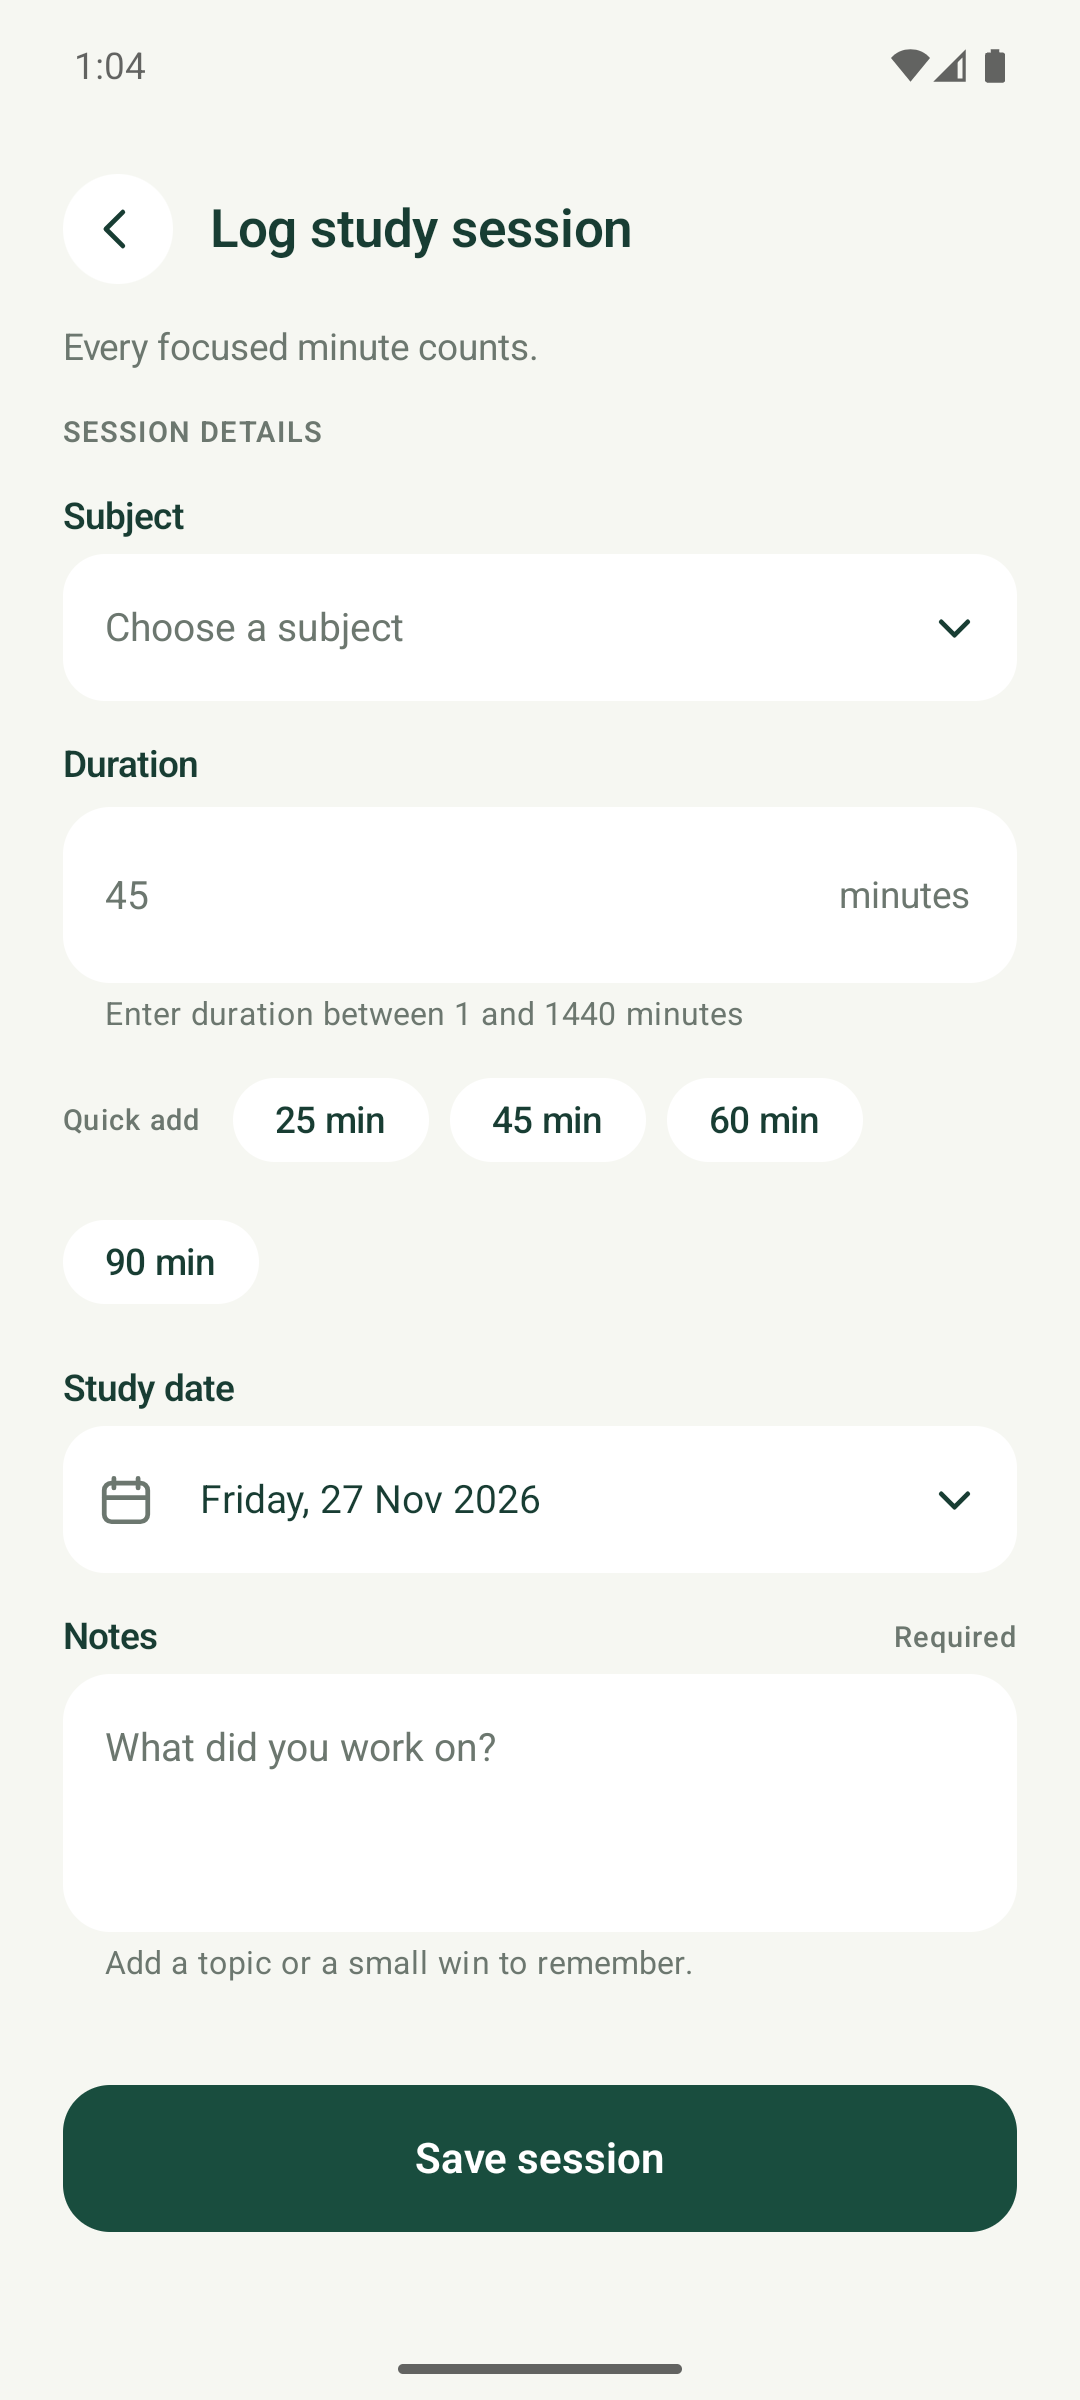 1:04
Log study session
Every focused minute counts.
SESSION DETAILS
Subject
Choose a subject
Duration
45 minutes
Enter duration between 1 and 1440 minutes
Quick add 25 min 45 min 60 min
90 min
Study date
Friday, 27 Nov 2026
Notes Required
What did you work on?
Add a topic or a small win to remember.
Save session